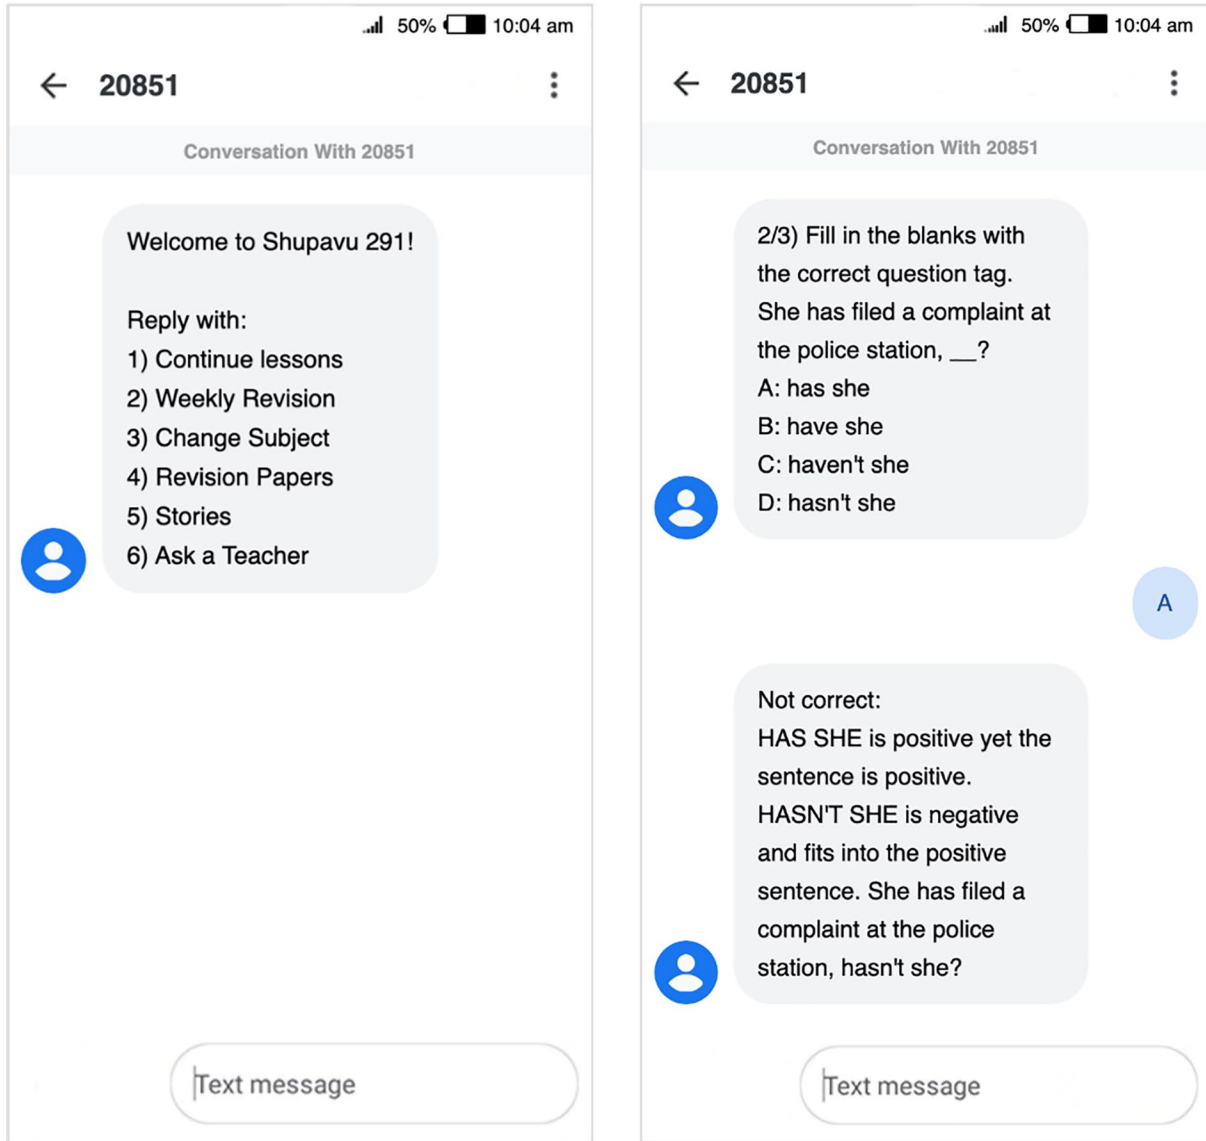 50% 10:04 am
20851
Conversation With 20851
Welcome to Shupavu 291!
Reply with:
1) Continue lessons
2) Weekly Revision
3) Change Subject
4) Revision Papers
5) Stories
6) Ask a Teacher
Text message
50% 10:04 am
20851
Conversation With 20851
2/3) Fill in the blanks with
the correct question tag.
She has filed a complaint at
the police station, __?
A: has she
B: have she
C: haven't she
D: hasn't she
A
Not correct:
HAS SHE is positive yet the
sentence is positive.
HASN'T SHE is negative
and fits into the positive
sentence. She has filed a
complaint at the police
station, hasn't she?
Text message